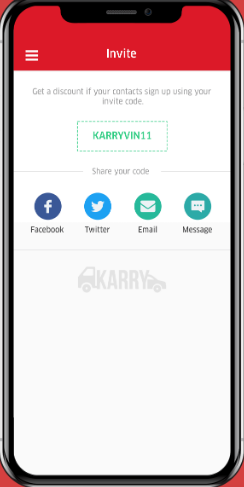 Invite
Get a discount if your contacts sign up using your
Invite code.
KARRYVIN11
Share your code
Facebook Twitter Email Message
KARRY